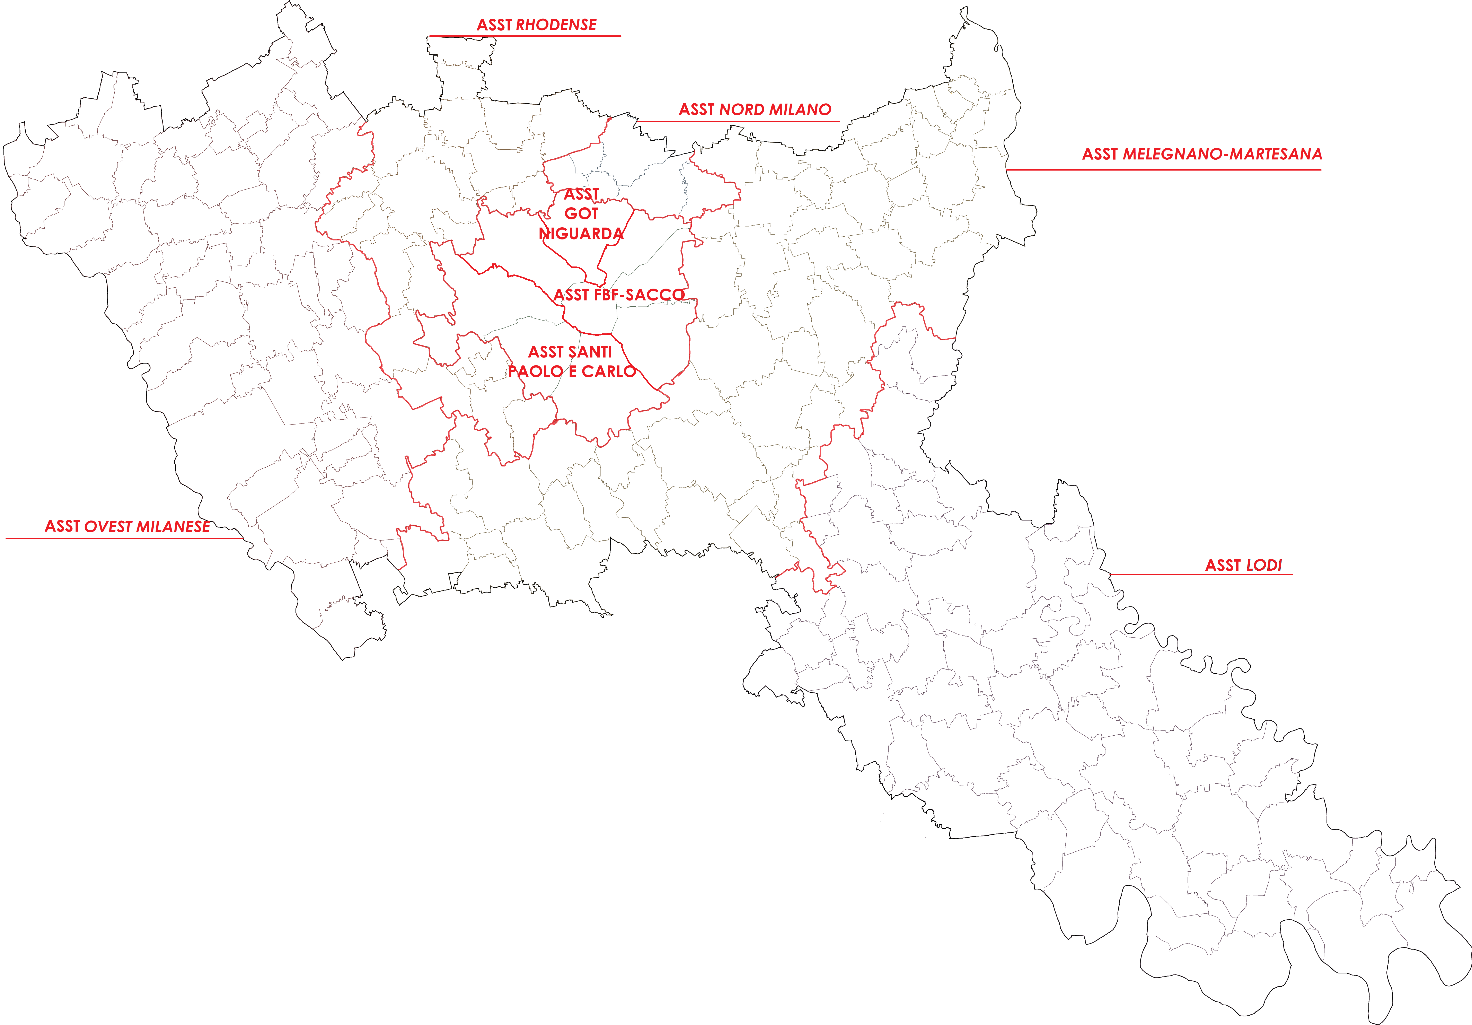 ASST RHODENSE
ASST NORD MILANO
ASST MELEGNANO-MARTESANA
ASST
GOT
NIGUARDA
ASST FBF-SACCO
ASST SANTI
PAOLO E CARLO
ASST OVEST MILANESE
ASST LODI